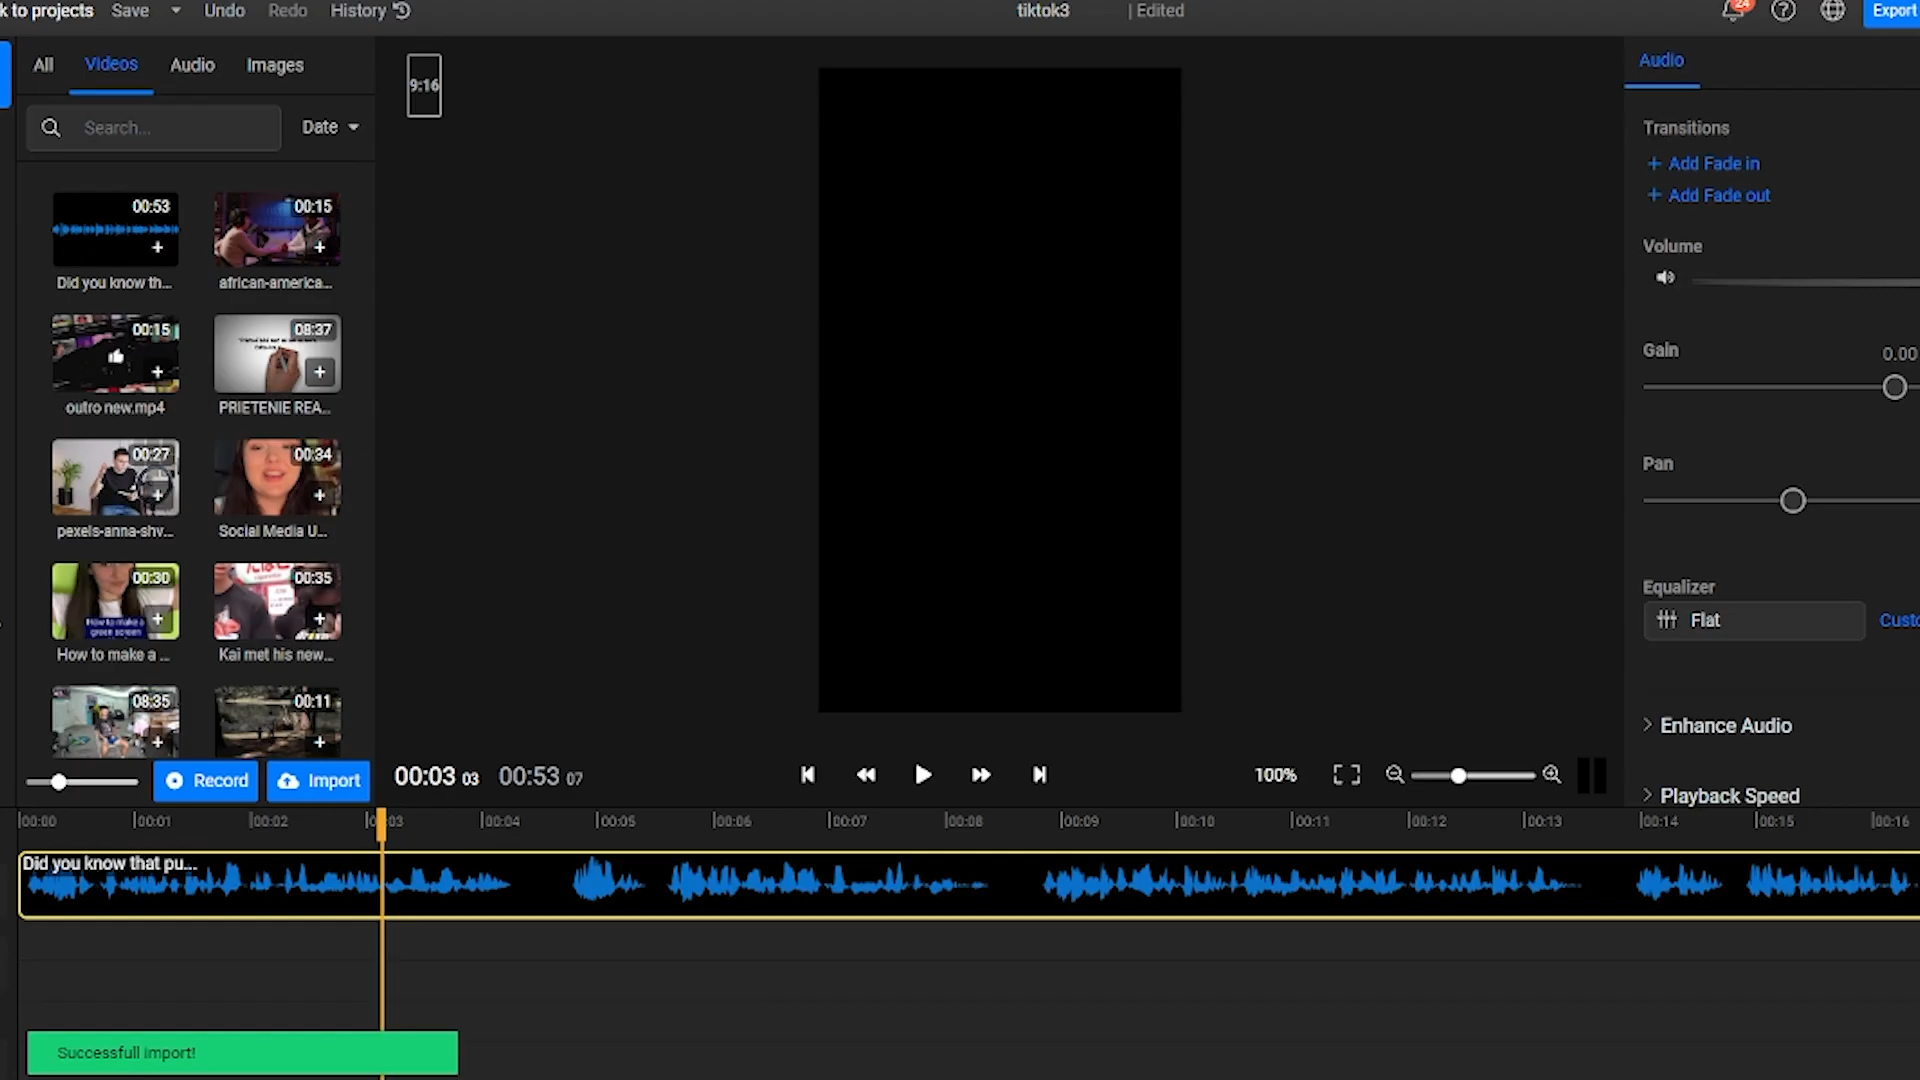 k to projects Save Undo Redo History
tiktok3 | Edited
24
Export
All Videos Audio Images
Search... Date
9:16
Audio
Transitions
+ Add Fade in
+ Add Fade out
Volume
Gain 0.00
Pan
Equalizer
Flat Custo
Enhance Audio
Playback Speed
00:53 00:15
Did you know th... african-america...
00:15 08:37
outro new.mp4 PRIETENIE REA...
00:27 00:34
pexels-anna-shv... Social Media U...
00:30 00:35
How to make a
green screen
How to make a ... Kai met his new...
08:35 00:11
Record Import
00:03 03 00:53 07
100%
00:00 00:01 00:02 00:03 00:04 00:05 00:06 00:07 00:08 00:09 00:10 00:11 00:12 00:13 00:14 00:15 00:16
Did you know that pu...
Successfull import!